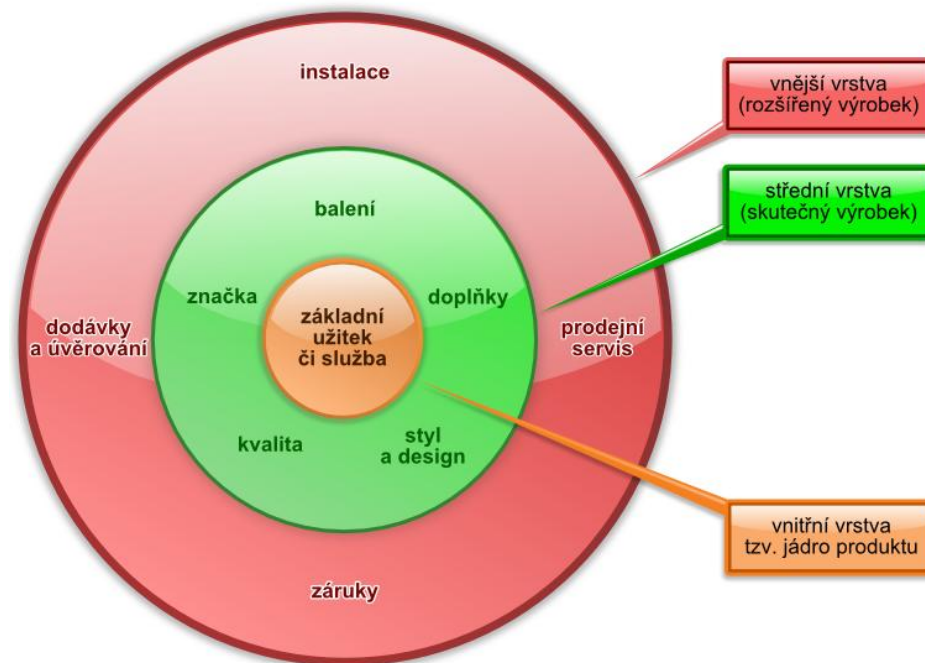 instalace
vnější vrstva
(rozšířený výrobek)
balení
střední vrstva
(skutečný výrobek)
značka
doplňky
základní
užitek
či služba
dodávky
a úvěrování
prodejní
servis
kvalita
styl
a design
vnitřní vrstva
tzv. jádro produktu
záruky